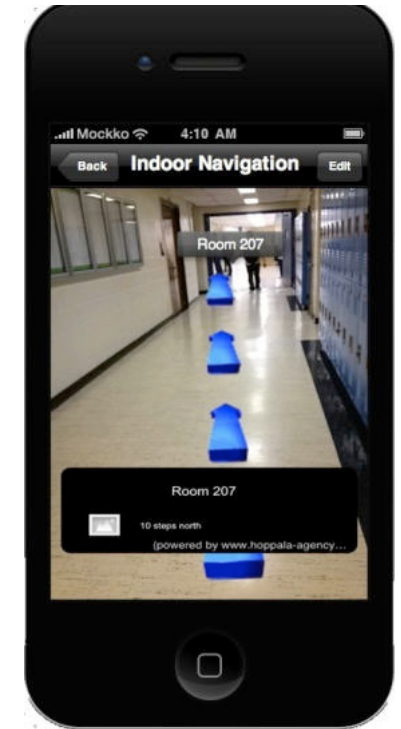 Mockko 4:10 AM
Back Indoor Navigation Edit
Room 207
Room 207
10 steps north
(powered by www.hoppala-agency...